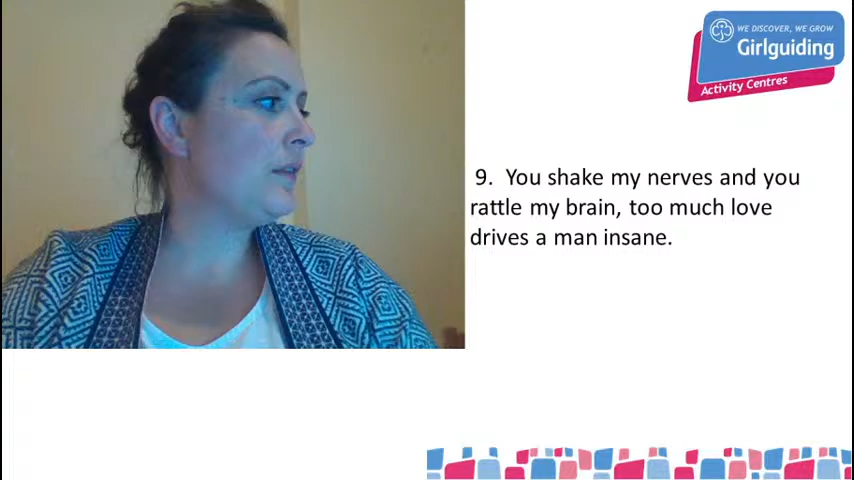 WE DISCOVER, WE GROW
Girlguiding
Activity Centres
9. You shake my nerves and you
rattle my brain, too much love
drives a man insane.